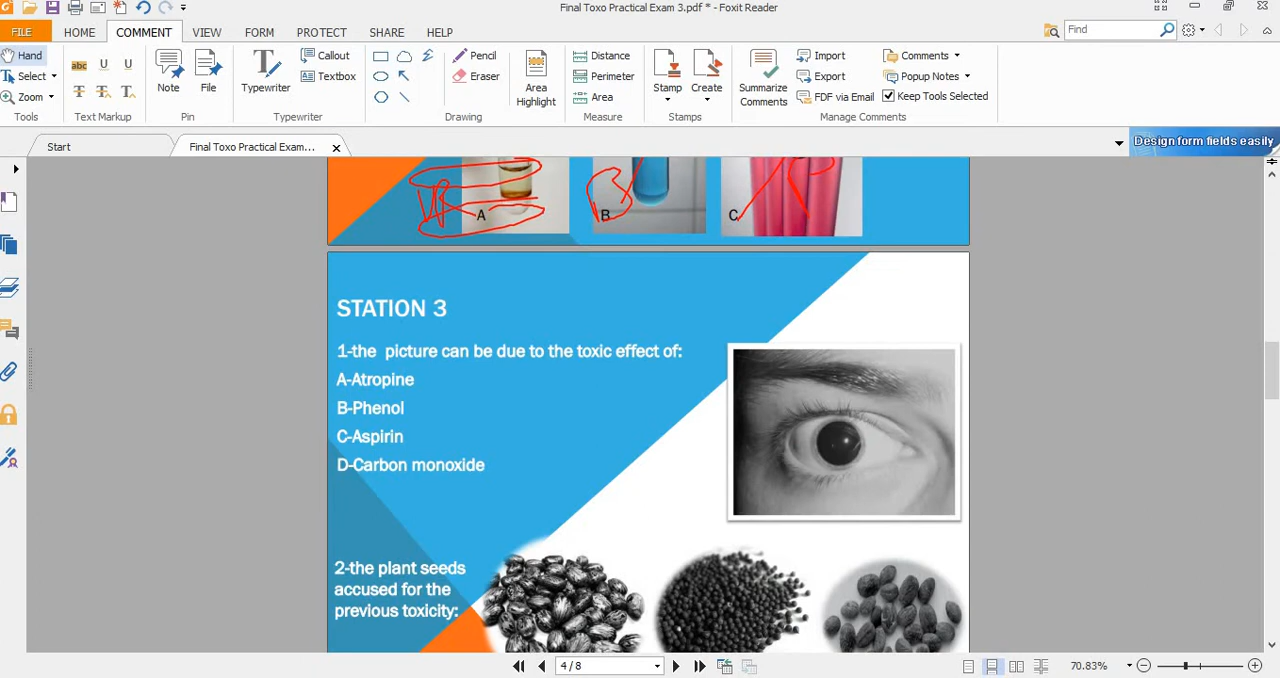 Final Toxo Practical Exam 3.pdf * - Foxit Reader
FILE HOME COMMENT VIEW FORM PROTECT SHARE HELP
Find
Hand
Select
Zoom
Tools
abc U U
T T T
Text Markup
Note File
Pin
Typewriter
Callout
Textbox
Typewriter
Pencil
Eraser
Drawing
Area
Highlight
Distance
Perimeter
Area
Measure
Stamp Create
Stamps
Summarize
Comments
Import
Export
FDF via Email
Comments
Popup Notes
Keep Tools Selected
Manage Comments
Start
Final Toxo Practical Exam...
Design form fields easily
A B C
STATION 3
1-the picture can be due to the toxic effect of:
A-Atropine
B-Phenol
C-Aspirin
D-Carbon monoxide
2-the plant seeds
accused for the
previous toxicity:
4 / 8
70.83%